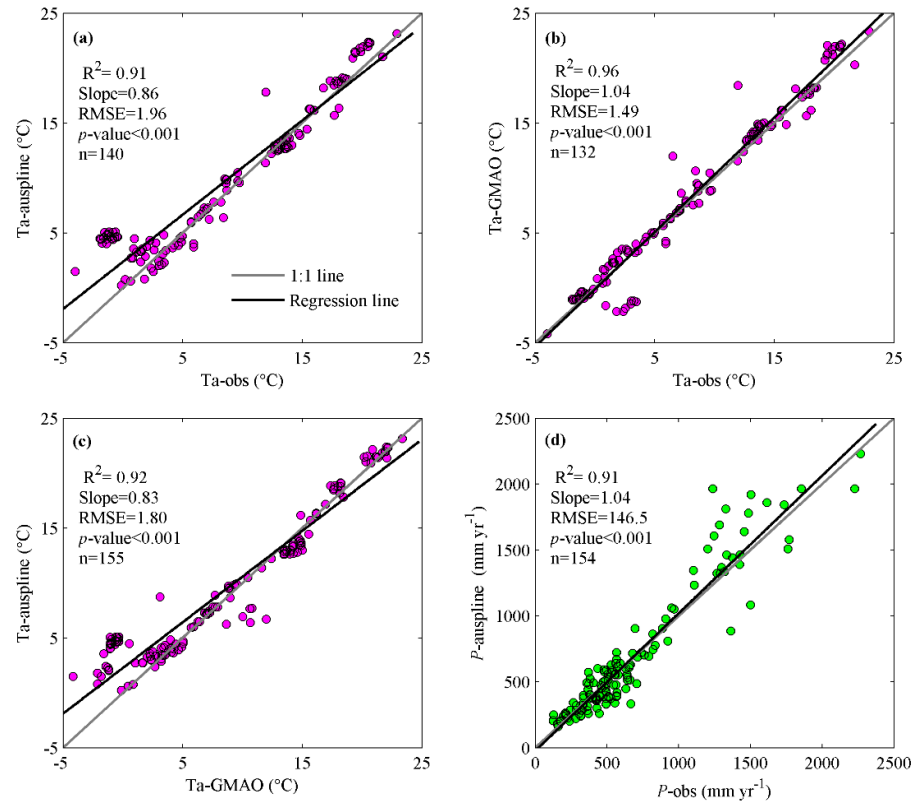 25
(a)
R²= 0.91
Slope=0.86
RMSE=1.96
p-value<0.001
n=140
15
5
-5
Ta-auspline (°C)
1:1 line
Regression line
-5
5
15
25
Ta-obs (°C)
25
(b)
R²= 0.96
Slope=1.04
RMSE=1.49
p-value<0.001
n=132
15
5
-5
Ta-GMAO (°C)
-5
5
15
25
Ta-obs (°C)
25
(c)
R²= 0.92
Slope=0.83
RMSE=1.80
p-value<0.001
n=155
15
5
-5
Ta-auspline (°C)
-5
5
15
25
Ta-GMAO (°C)
2500
(d)
R²= 0.91
Slope=1.04
RMSE=146.5
p-value<0.001
n=154
2000
1500
1000
500
0
P-auspline (mm yr⁻¹)
0
500
1000
1500
2000
2500
P-obs (mm yr⁻¹)